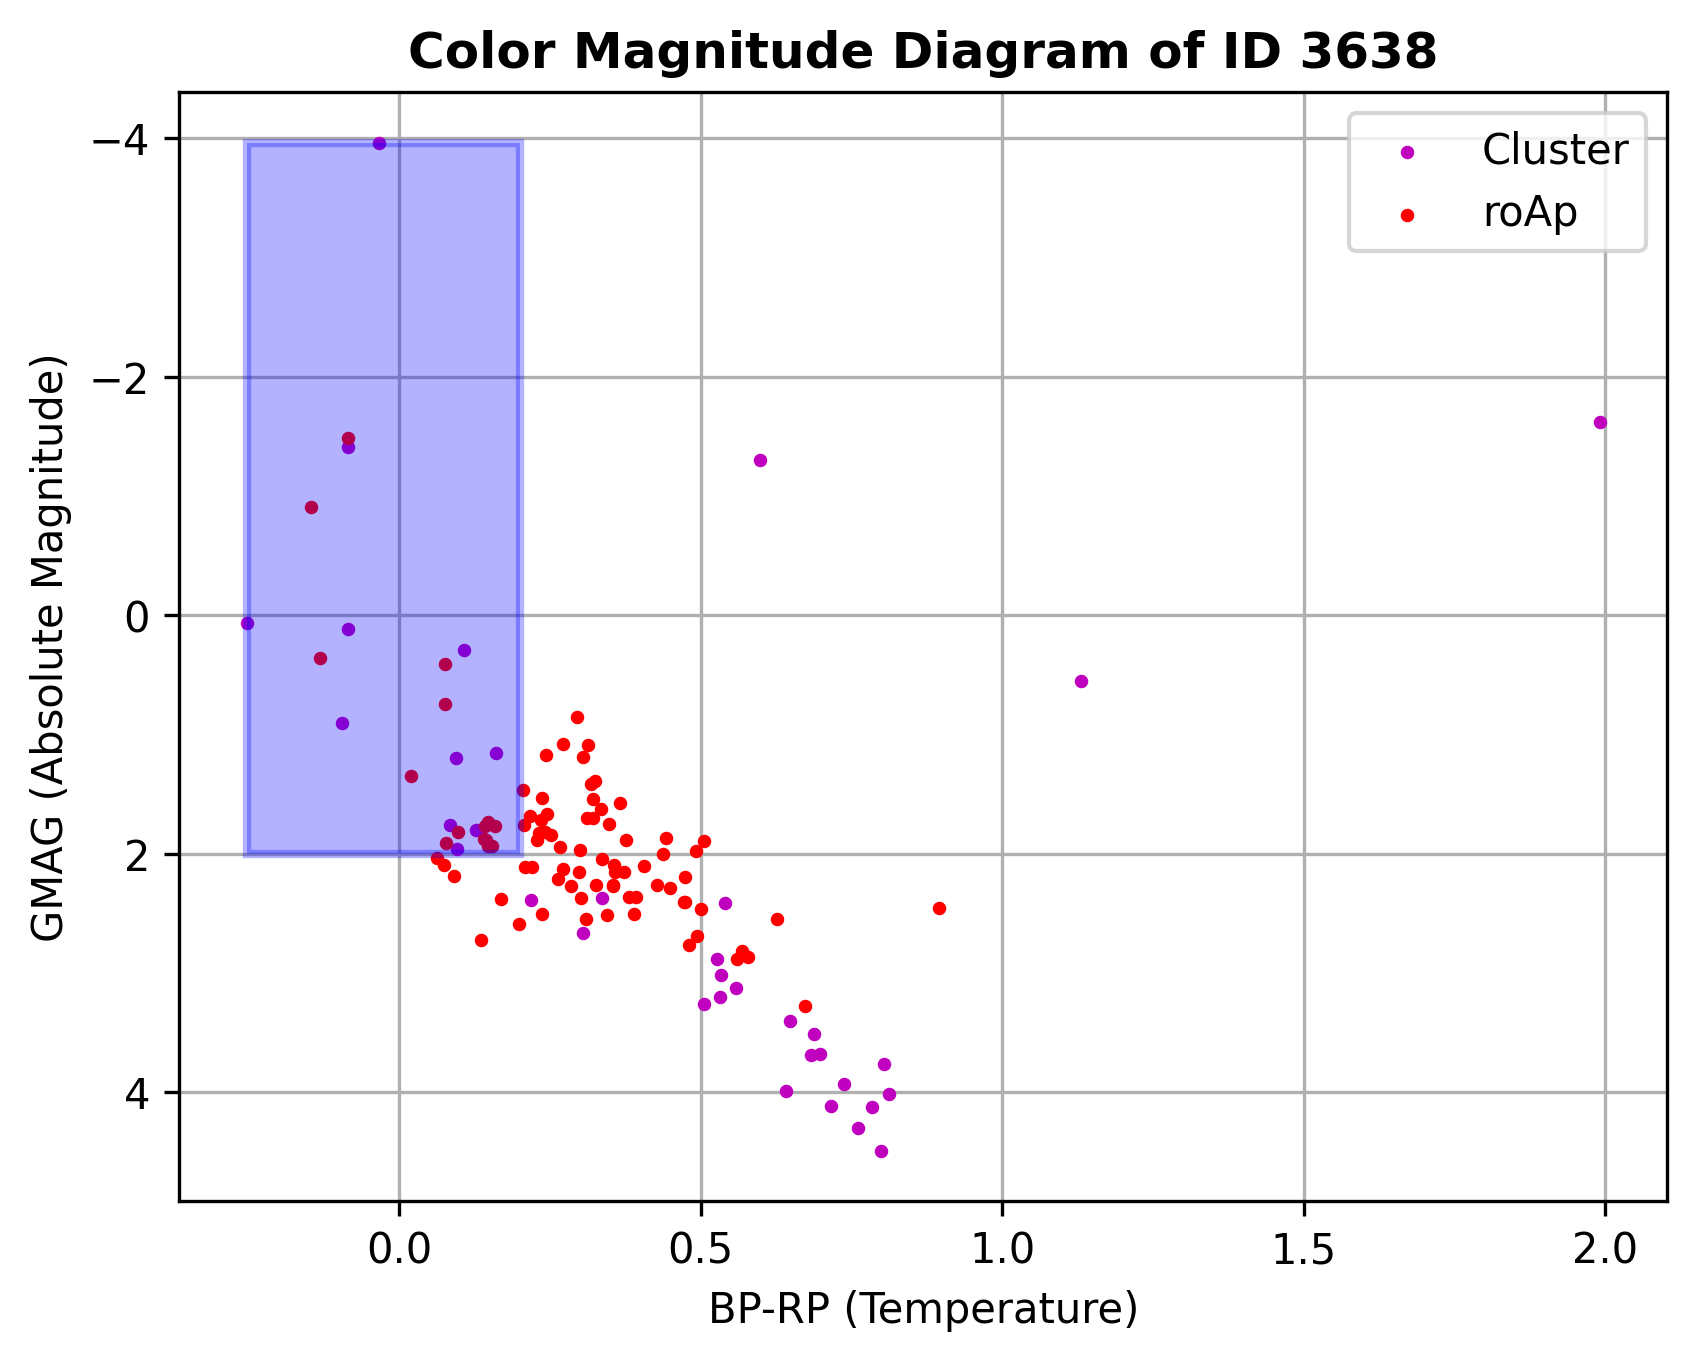 Color Magnitude Diagram of ID 3638
Cluster
roAp
GMAG (Absolute Magnitude)
−4
−2
0
2
4
0.0 0.5 1.0 1.5 2.0
BP-RP (Temperature)